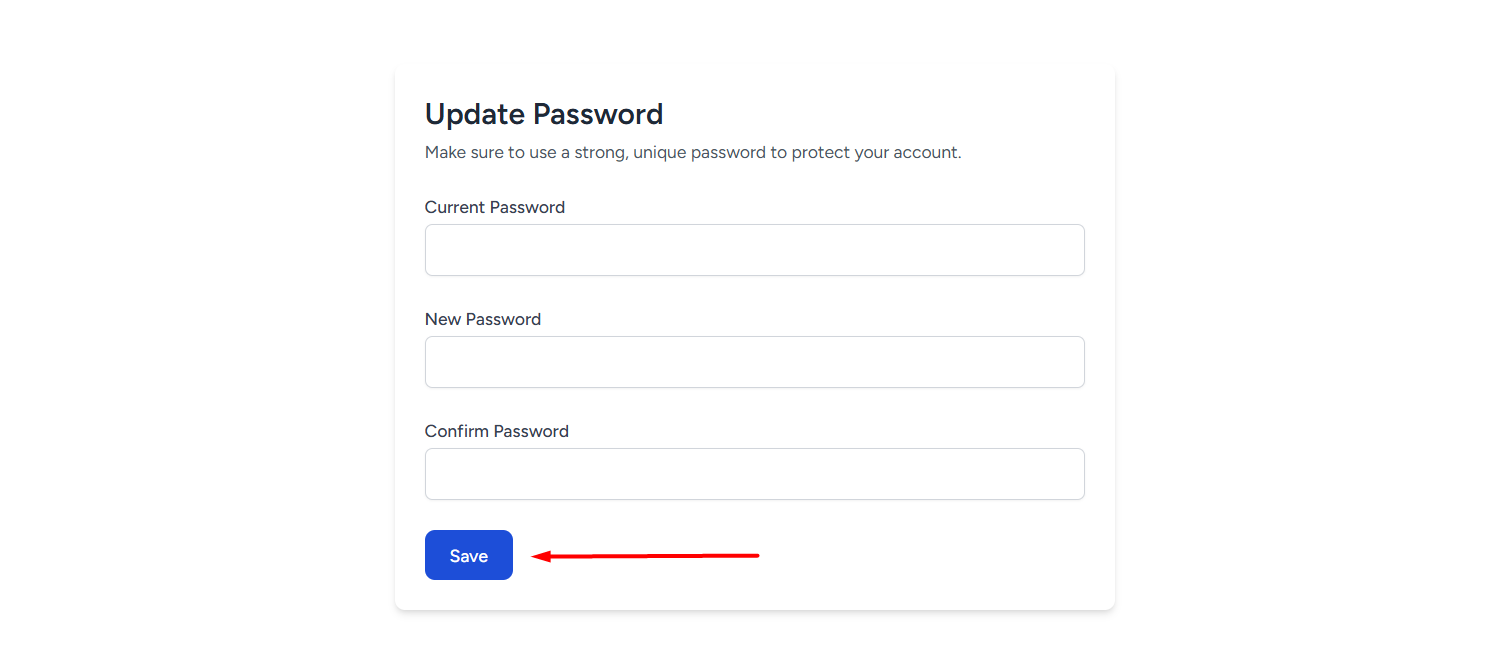 Update Password
Make sure to use a strong, unique password to protect your account.
Current Password
New Password
Confirm Password
Save